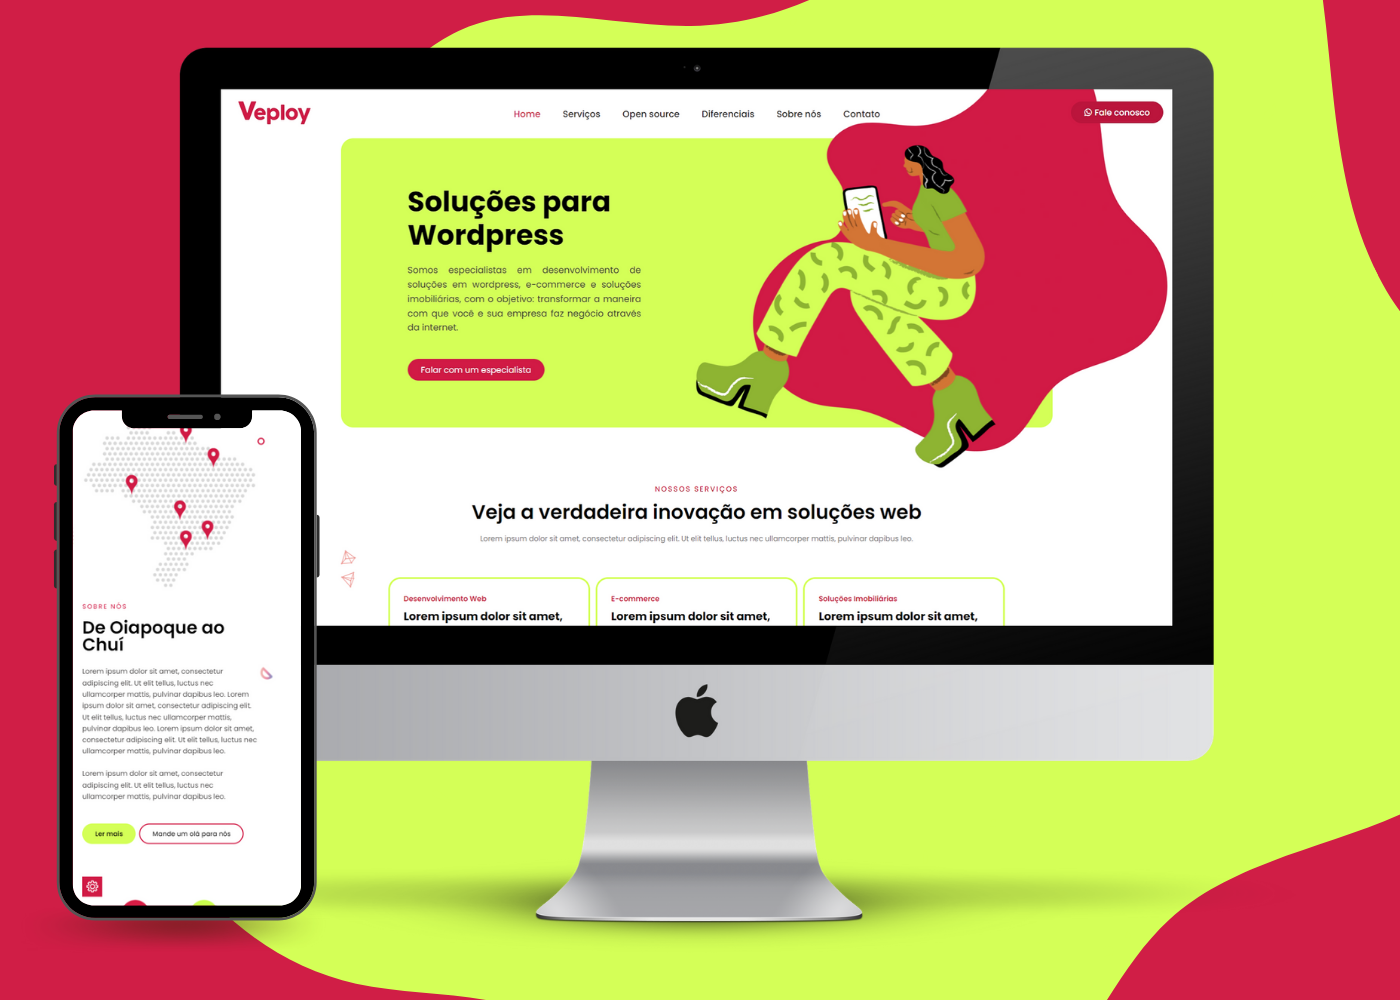 Veploy
Home
Serviços
Open source
Diferenciais
Sobre nós
Contato
Fale conosco
Soluções para
Wordpress
Somos especialistas em desenvolvimento de
soluções em wordpress, e-commerce e soluções
imobiliárias, com o objetivo: transformar a maneira
com que você e sua empresa faz negócio através
da internet.
Falar com um especialista
NOSSOS SERVIÇOS
Veja a verdadeira inovação em soluções web
Lorem ipsum dolor sit amet, consectetur adipiscing elit. Ut elit tellus, luctus nec ullamcorper mattis, pulvinar dapibus leo.
Desenvolvimento Web
Lorem ipsum dolor sit amet,
E-commerce
Lorem ipsum dolor sit amet,
Soluções Imobiliárias
Lorem ipsum dolor sit amet,
SOBRE NÓS
De Oiapoque ao
Chuí
Lorem ipsum dolor sit amet, consectetur
adipiscing elit. Ut elit tellus, luctus nec
ullamcorper mattis, pulvinar dapibus leo. Lorem
ipsum dolor sit amet, consectetur adipiscing elit.
Ut elit tellus, luctus nec ullamcorper mattis,
pulvinar dapibus leo. Lorem ipsum dolor sit amet,
consectetur adipiscing elit. Ut elit tellus, luctus nec
ullamcorper mattis, pulvinar dapibus leo.
Lorem ipsum dolor sit amet, consectetur
adipiscing elit. Ut elit tellus, luctus nec
ullamcorper mattis, pulvinar dapibus leo.
Ler mais
Mande um olá para nós